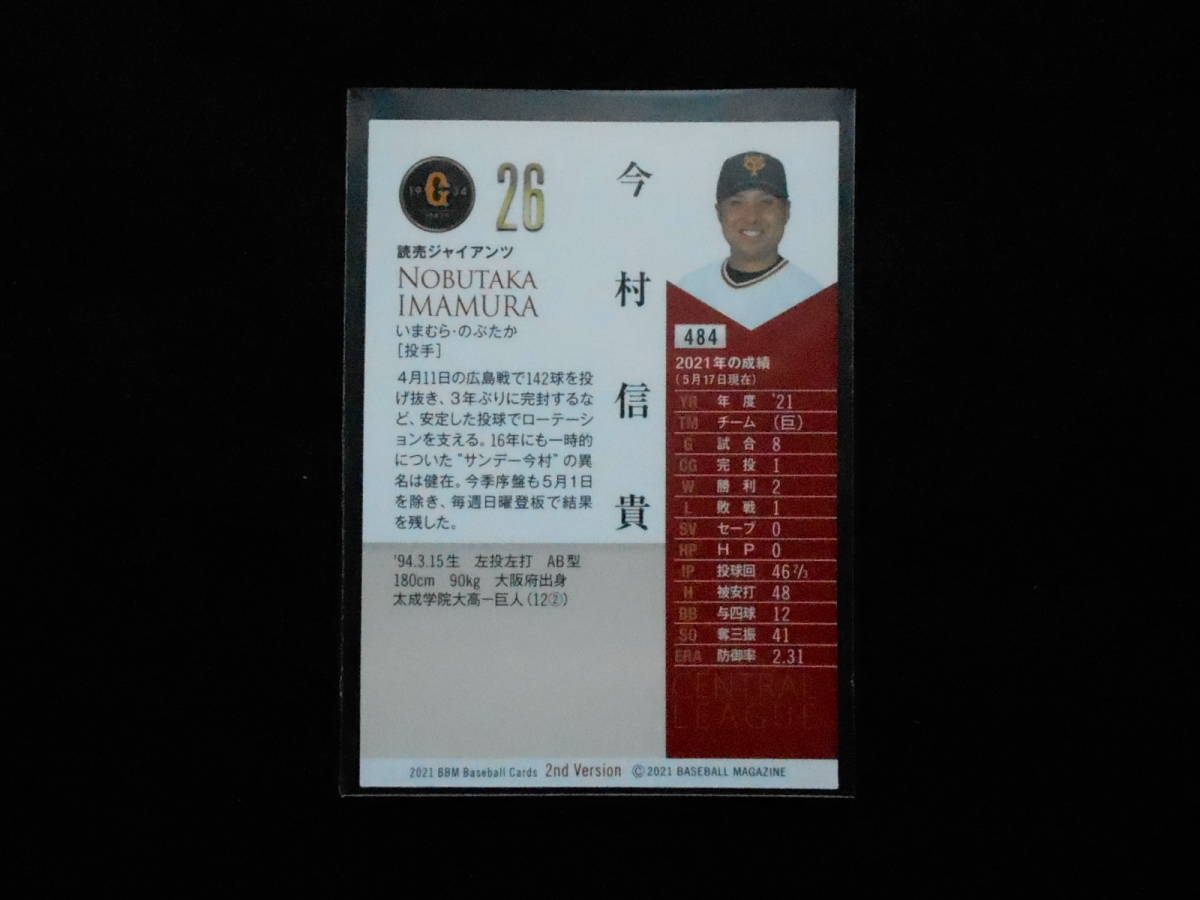 19 G 34
26
読売ジャイアンツ
NOBUTAKA
IMAMURA
いまむら・のぶたか
[投手]
今村信貴
4月11日の広島戦で142球を投
げ抜き、3年ぶりに完封するな
ど、安定した投球でローテーシ
ョンを支える。16年にも一時的
についた"サンデー今村"の異
名は健在。今季序盤も5月1日
を除き、毎週日曜登板で結果
を残した。
'94.3.15生 左投左打 AB型
180cm 90kg 大阪府出身
太成学院大高ー巨人(12②)
484
2021年の成績
(5月17日現在)
YR 年度 '21
TM チーム (巨)
G 試合 8
CG 完投 1
W 勝利 2
L 敗戦 1
SV セーブ 0
HP HP 0
IP 投球回 46 2/3
H 被安打 48
BB 与四球 12
SO 奪三振 41
ERA 防御率 2.31
CENTRAL
LEAGUE
2021 BBM Baseball Cards 2nd Version ©2021 BASEBALL MAGAZINE